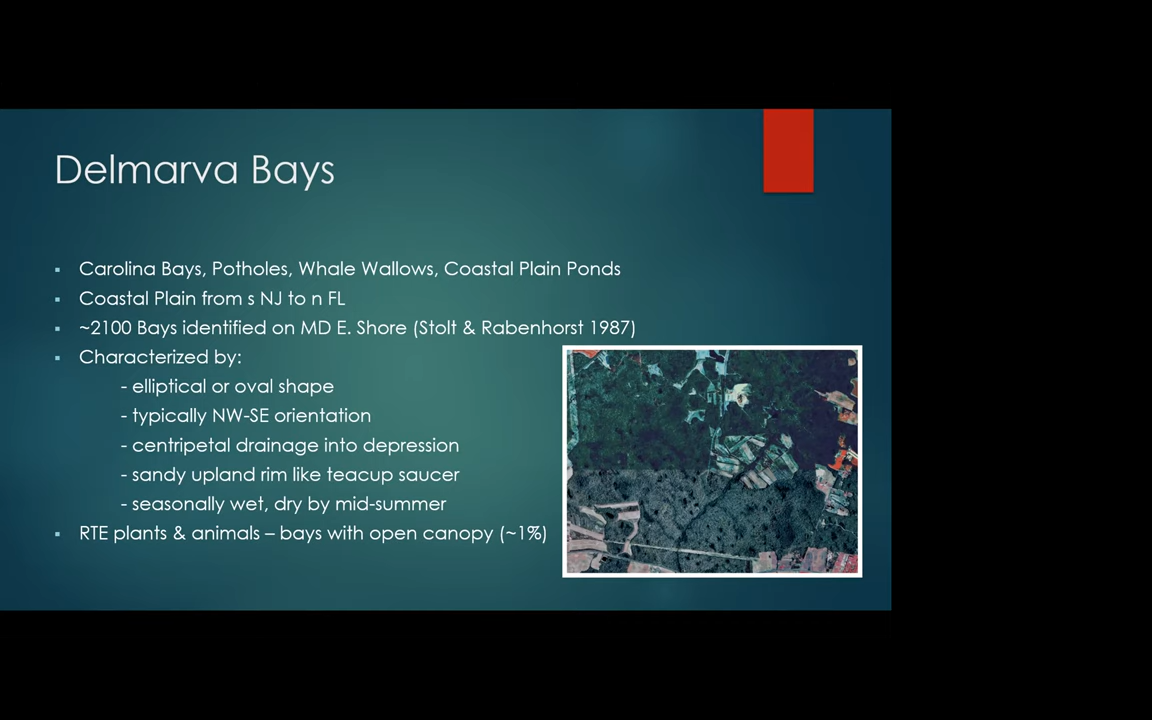 Delmarva Bays
▪ Carolina Bays, Potholes, Whale Wallows, Coastal Plain Ponds
▪ Coastal Plain from s NJ to n FL
▪ ~2100 Bays identified on MD E. Shore (Stolt & Rabenhorst 1987)
▪ Characterized by:
- elliptical or oval shape
- typically NW-SE orientation
- centripetal drainage into depression
- sandy upland rim like teacup saucer
- seasonally wet, dry by mid-summer
▪ RTE plants & animals – bays with open canopy (~1%)